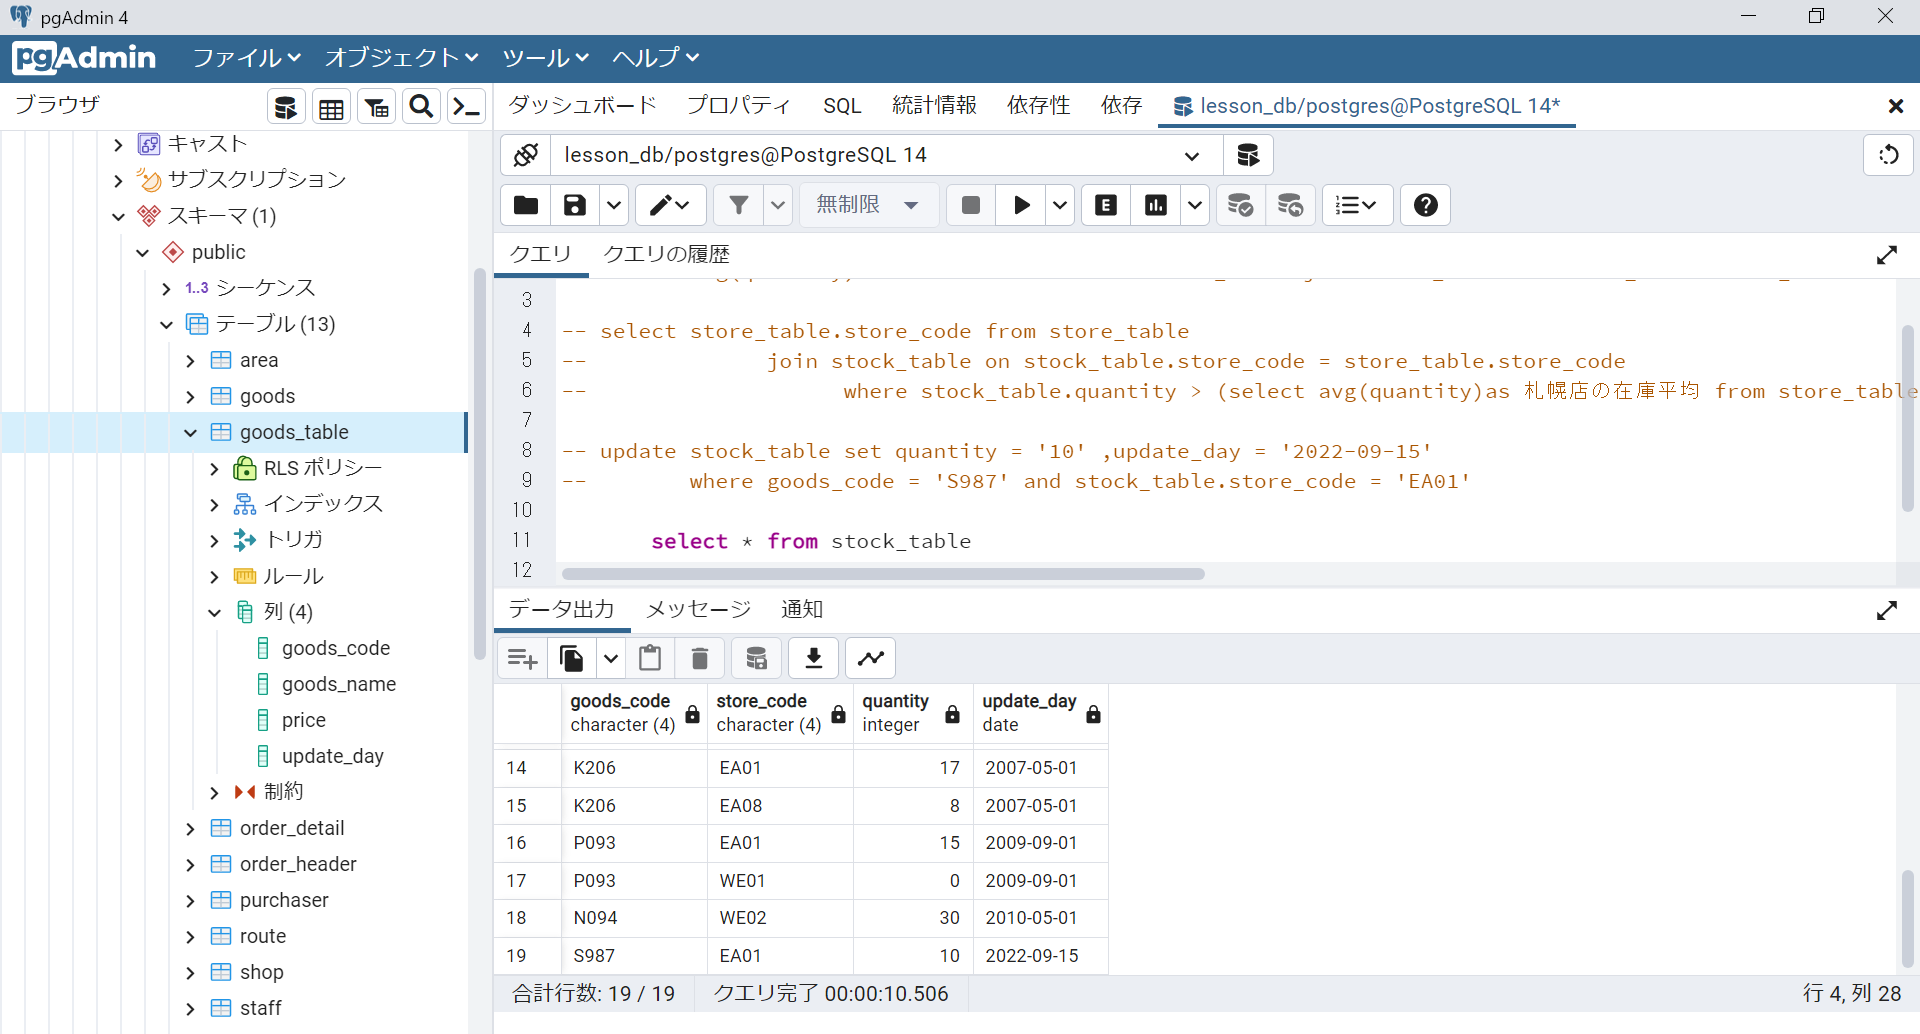 pgAdmin 4
pgAdmin ファイル オブジェクト ツール ヘルプ
ブラウザ
ダッシュボード プロパティ SQL 統計情報 依存性 依存 lesson_db/postgres@PostgreSQL 14*
キャスト
サブスクリプション
スキーマ (1)
public
1..3 シーケンス
テーブル (13)
area
goods
goods_table
RLS ポリシー
インデックス
トリガ
ルール
列 (4)
goods_code
goods_name
price
update_day
制約
order_detail
order_header
purchaser
route
shop
staff
lesson_db/postgres@PostgreSQL 14
無制限
E
クエリ クエリの履歴
3
4 -- select store_table.store_code from store_table
5 -- join stock_table on stock_table.store_code = store_table.store_code
6 -- where stock_table.quantity > (select avg(quantity)as 札幌店の在庫平均 from store_table
7
8 -- update stock_table set quantity = '10' ,update_day = '2022-09-15'
9 -- where goods_code = 'S987' and stock_table.store_code = 'EA01'
10
11 select * from stock_table
12
データ出力 メッセージ 通知
goods_code store_code quantity update_day
character (4) character (4) integer date
14 K206 EA01 17 2007-05-01
15 K206 EA08 8 2007-05-01
16 P093 EA01 15 2009-09-01
17 P093 WE01 0 2009-09-01
18 N094 WE02 30 2010-05-01
19 S987 EA01 10 2022-09-15
合計行数: 19 / 19 クエリ完了 00:00:10.506 行 4, 列 28